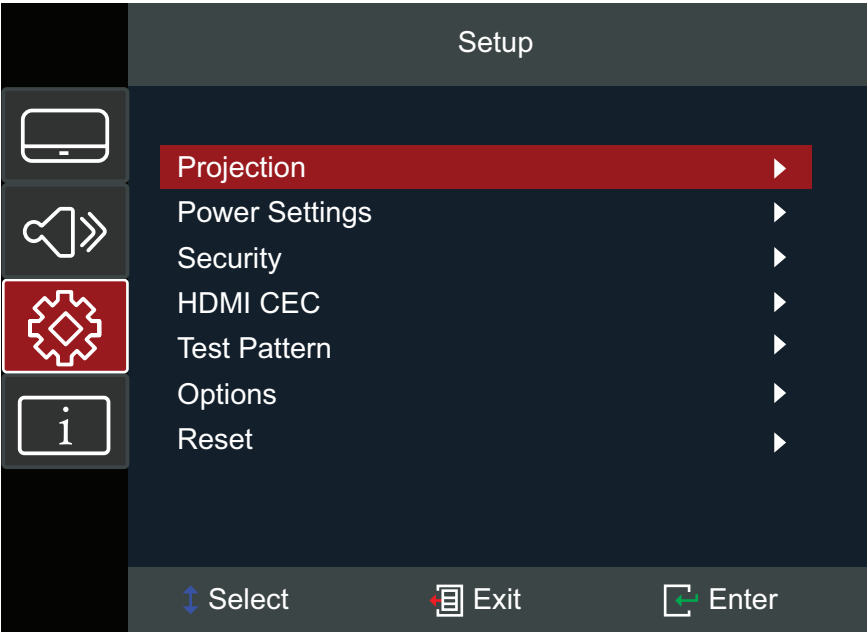 Setup
Projection
Power Settings
Security
HDMI CEC
Test Pattern
Options
Reset
i
Select Exit Enter